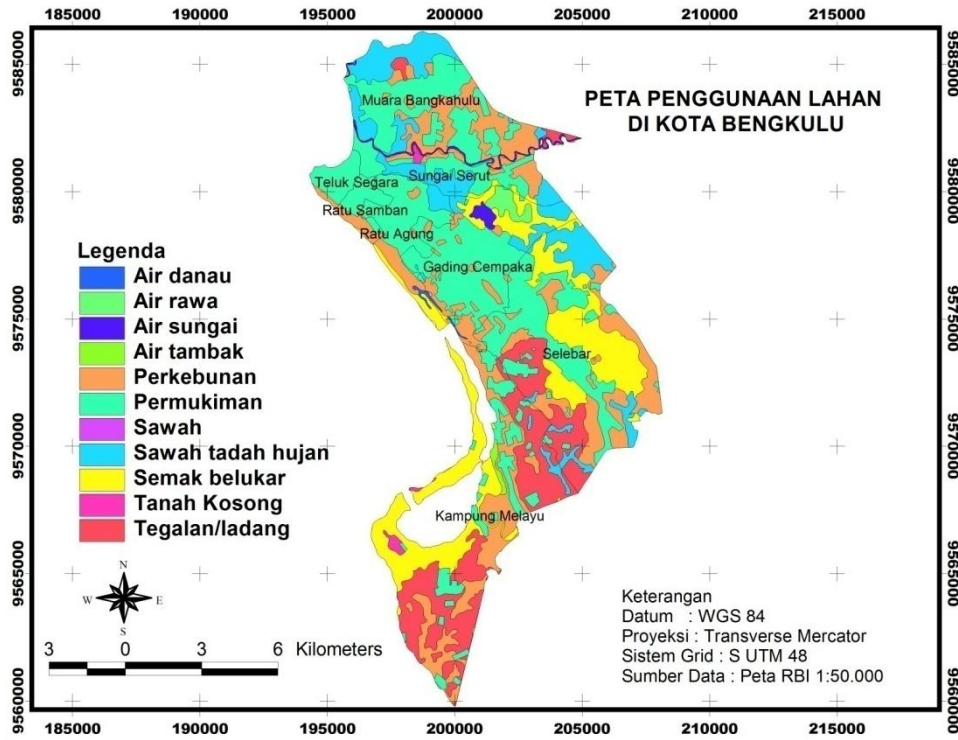 185000 190000 195000 200000 205000 210000 215000
9585000 9585000
PETA PENGGUNAAN LAHAN
DI KOTA BENGKULU
Muara Bangkahulu
Sungai Serut
Teluk Segara
9580000 9580000
Ratu Samban
Ratu Agung
Gading Cempaka
Legenda
Air danau
Air rawa
Air sungai
Air tambak
Perkebunan
Permukiman
Sawah
Sawah tadah hujan
Semak belukar
Tanah Kosong
Tegalan/ladang
9575000 9575000
Selebar
9570000 9570000
Kampung Melayu
9565000 9565000
N
W E
S
3 0 3 6 Kilometers
Keterangan
Datum : WGS 84
Proyeksi : Transverse Mercator
Sistem Grid : S UTM 48
Sumber Data : Peta RBI 1:50.000
9560000 9560000
185000 190000 195000 200000 205000 210000 215000